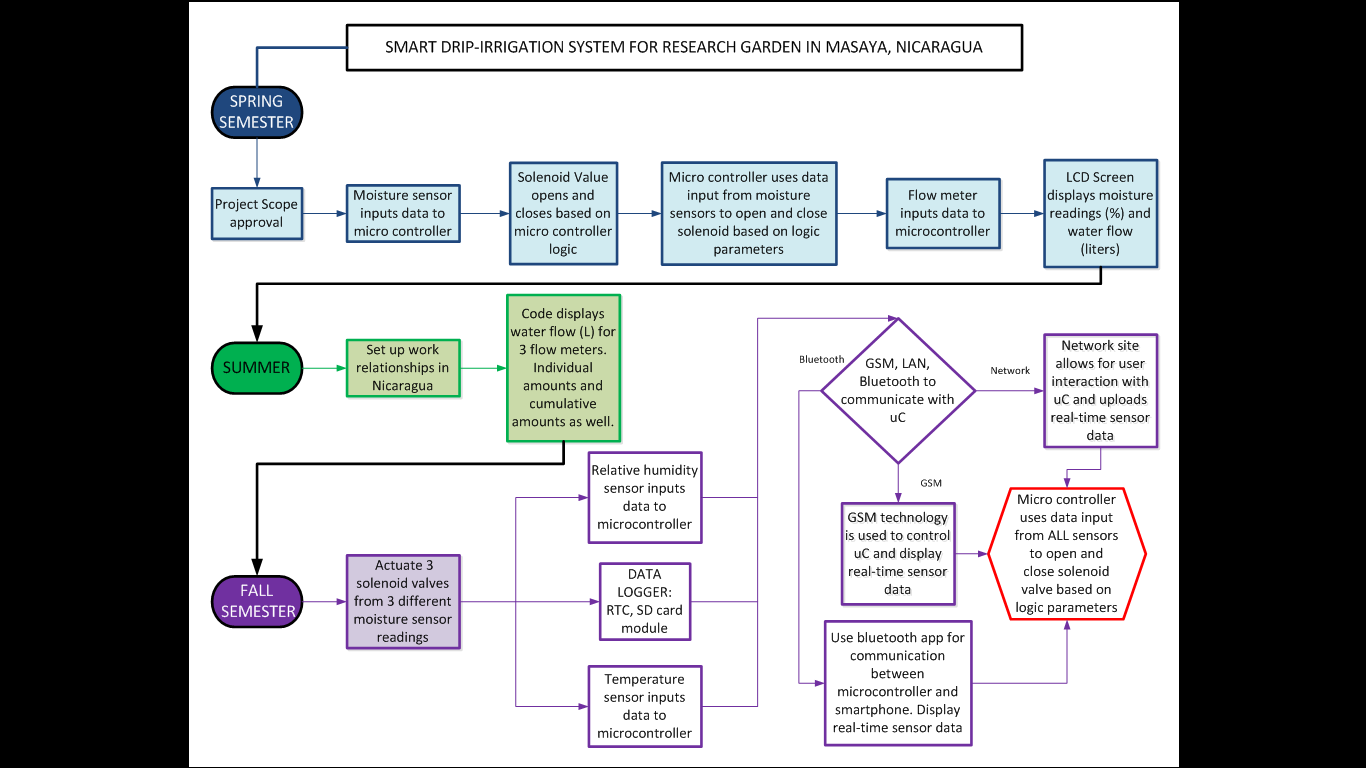 SMART DRIP-IRRIGATION SYSTEM FOR RESEARCH GARDEN IN MASAYA, NICARAGUA
SPRING
SEMESTER
Project Scope
approval
Moisture sensor
inputs data to
micro controller
Solenoid Value
opens and
closes based on
micro controller
logic
Micro controller uses data
input from moisture
sensors to open and close
solenoid based on logic
parameters
Flow meter
inputs data to
microcontroller
LCD Screen
displays moisture
readings (%) and
water flow
(liters)
SUMMER
Set up work
relationships in
Nicaragua
Code displays
water flow (L) for
3 flow meters.
Individual
amounts and
cumulative
amounts as well.
FALL
SEMESTER
Actuate 3
solenoid valves
from 3 different
moisture sensor
readings
Relative humidity
sensor inputs
data to
microcontroller
DATA
LOGGER:
RTC, SD card
module
Temperature
sensor inputs
data to
microcontroller
Bluetooth
GSM, LAN,
Bluetooth to
communicate with
uC
Network
GSM
Network site
allows for user
interaction with
uC and uploads
real-time sensor
data
GSM technology
is used to control
uC and display
real-time sensor
data
Use bluetooth app for
communication
between
microcontroller and
smartphone. Display
real-time sensor data
Micro controller
uses data input
from ALL sensors
to open and
close solenoid
valve based on
logic parameters